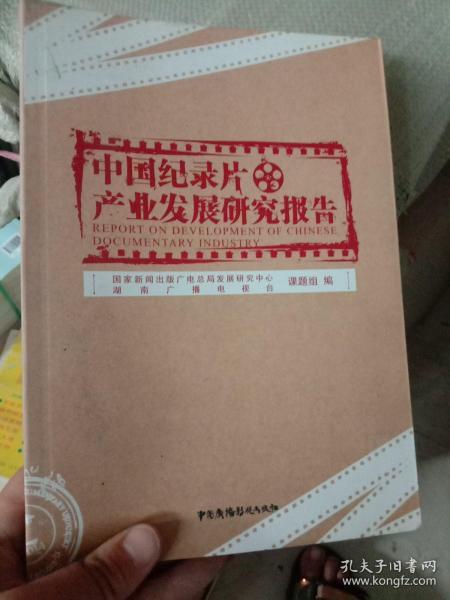 中国纪录片
产业发展研究报告
REPORT ON DEVELOPMENT OF CHINESE
DOCUMENTARY INDUSTRY
国家新闻出版广电总局发展研究中心
湖南广播电视台
课题组 编
中国广播影视出版社
孔夫子旧书网
www.kongfz.com